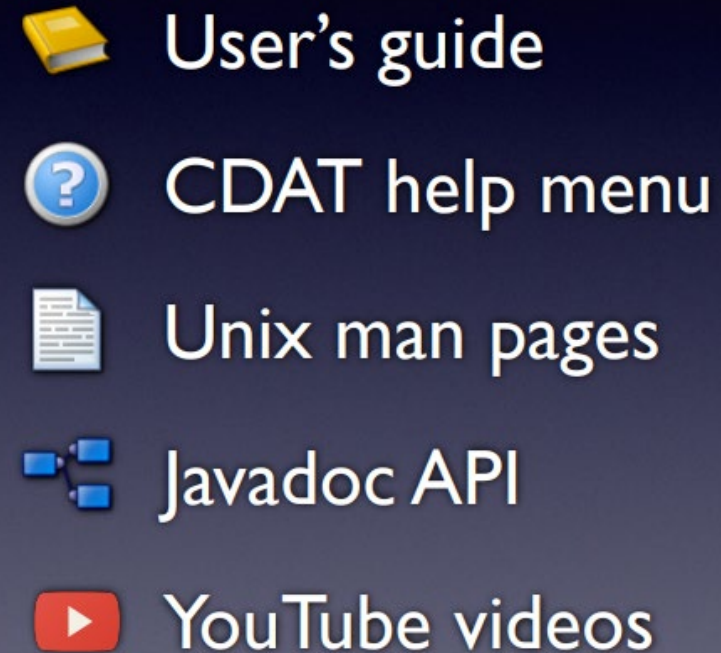 User’s guide
CDAT help menu
Unix man pages
Javadoc API
YouTube videos